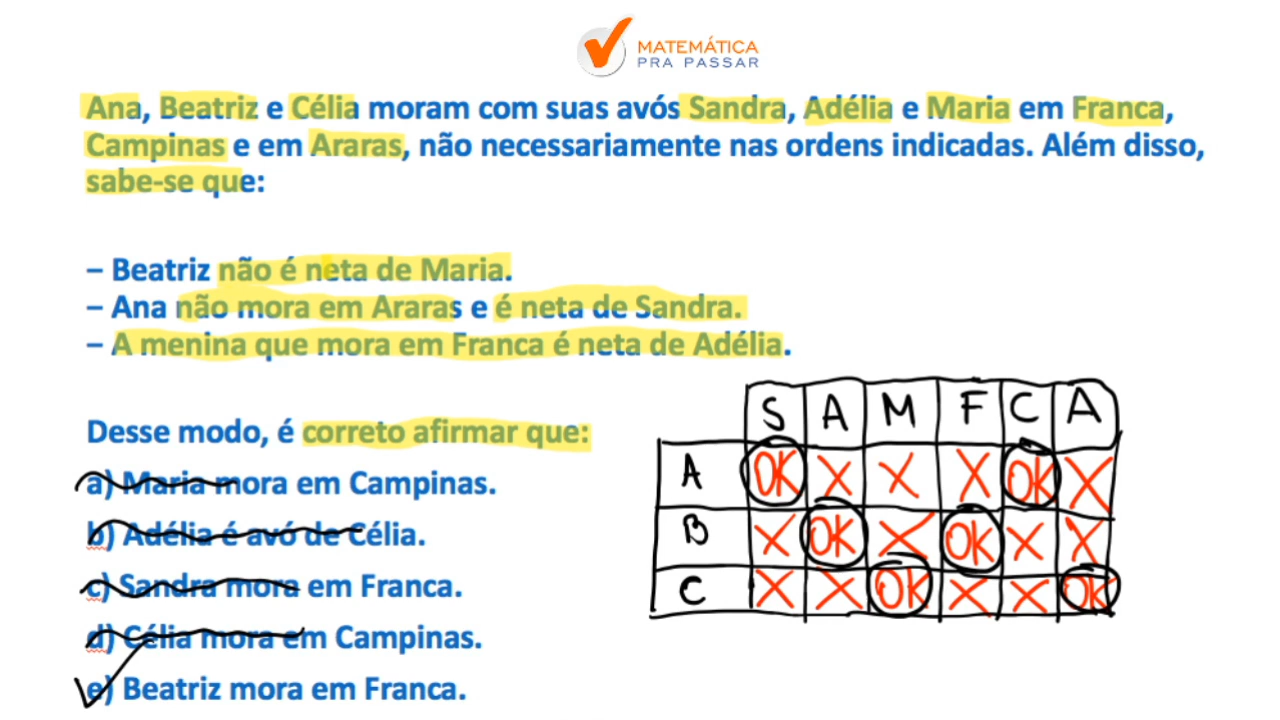 MATEMÁTICA
PRA PASSAR
Ana, Beatriz e Célia moram com suas avós Sandra, Adélia e Maria em Franca,
Campinas e em Araras, não necessariamente nas ordens indicadas. Além disso,
sabe-se que:
– Beatriz não é neta de Maria.
– Ana não mora em Araras e é neta de Sandra.
– A menina que mora em Franca é neta de Adélia.
Desse modo, é correto afirmar que:
a) Maria mora em Campinas.
b) Adélia é avó de Célia.
c) Sandra mora em Franca.
d) Célia mora em Campinas.
e) Beatriz mora em Franca.
S A M F C A
A OK X X X OK X
B X OK X OK X X
C X X OK X X OK